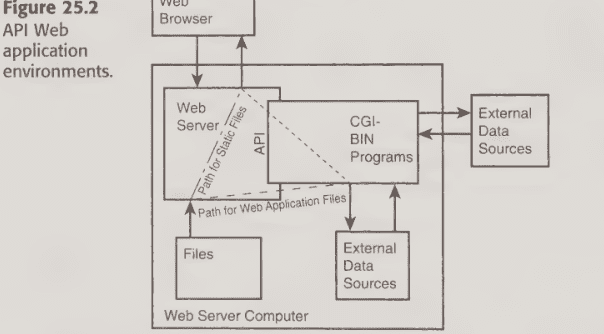 Figure 25.2
API Web
application
environments.
Web
Browser
Web
Server
Path for Static Files
API
CGI-
BIN
Programs
External
Data
Sources
Path for Web Application Files
Files
External
Data
Sources
Web Server Computer